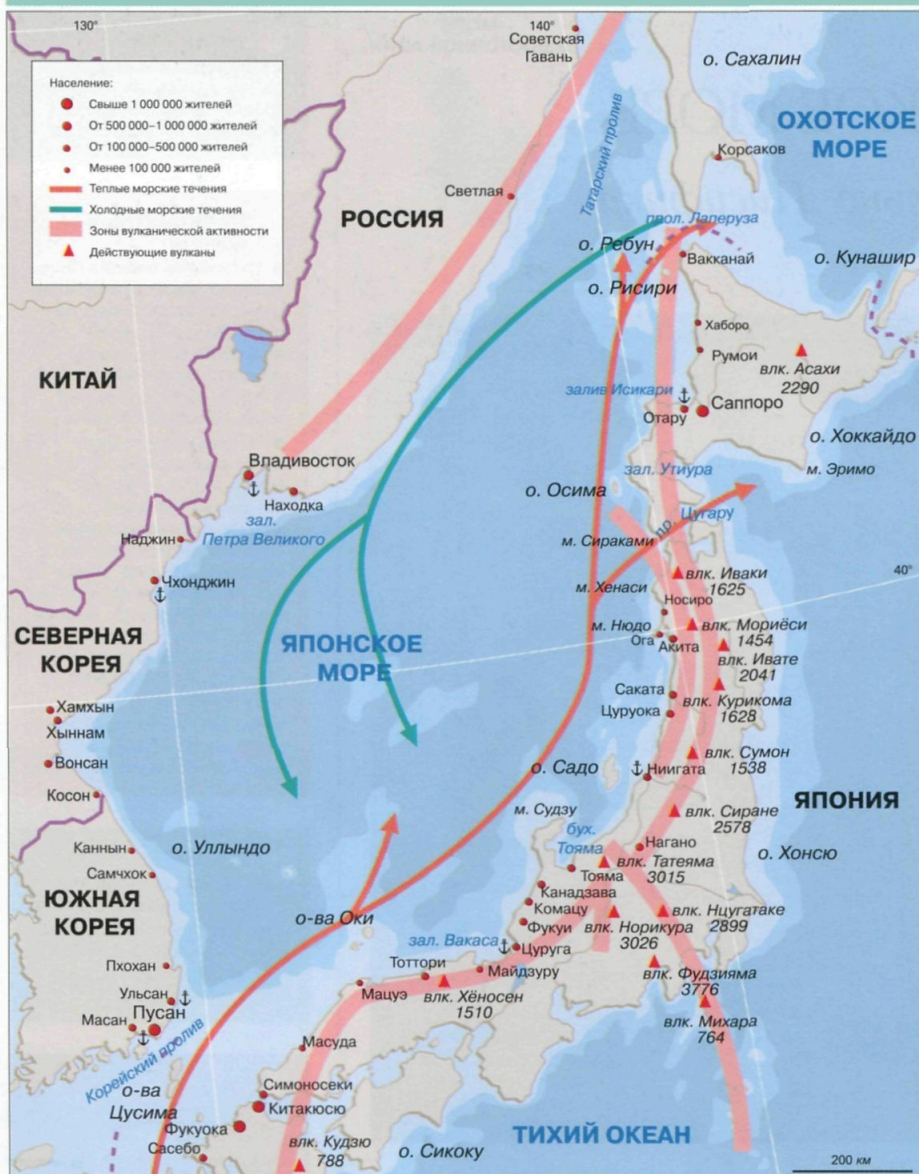 130°
140°
Советская
Гавань
о. Сахалин
ОХОТСКОЕ
МОРЕ
Население:
Свыше 1 000 000 жителей
От 500 000–1 000 000 жителей
От 100 000–500 000 жителей
Менее 100 000 жителей
Теплые морские течения
Холодные морские течения
Зоны вулканической активности
Действующие вулканы
Корсаков
Татарский пролив
Светлая
РОССИЯ
прол. Лаперуза
о. Ребун
Вакканай
о. Кунашир
о. Рисири
Хаборо
Румои
влк. Асахи
2290
КИТАЙ
залив Исикари
Отару
Саппоро
о. Хоккайдо
м. Эримо
Владивосток
Находка
зал.
Петра Великого
зал. Утиура
о. Осима
пр. Цугару
Наджин
м. Сираками
Чхонджин
м. Хенаси
влк. Иваки
1625
40°
Носиро
СЕВЕРНАЯ
КОРЕЯ
ЯПОНСКОЕ
МОРЕ
м. Нюдо
Ога
Акита
влк. Мориёси
1454
влк. Ивате
2041
Хамхын
Хыннам
Саката
Цуруока
влк. Курикома
1628
Вонсан
о. Садо
Ниигата
влк. Сумон
1538
Косон
м. Судзу
ЯПОНИЯ
бух.
Тояма
влк. Сиране
2578
Каннын
о. Уллындо
Нагано
о. Хонсю
Самчхок
Тояма
влк. Татеяма
3015
ЮЖНАЯ
КОРЕЯ
Канадзава
о-ва Оки
Комацу
влк. Норикура
3026
влк. Нцугатаке
2899
Фукуи
зал. Вакаса
Цуруга
Пхохан
Тоттори
Майдзуру
влк. Фудзияма
3776
Ульсан
Мацуэ
влк. Хёносен
1510
Масан
Пусан
влк. Михара
764
Корейский пролив
Масуда
о-ва
Цусима
Симоносеки
Китакюсю
Фукуока
Сасебо
влк. Кудзю
788
о. Сикоку
ТИХИЙ ОКЕАН
200 км